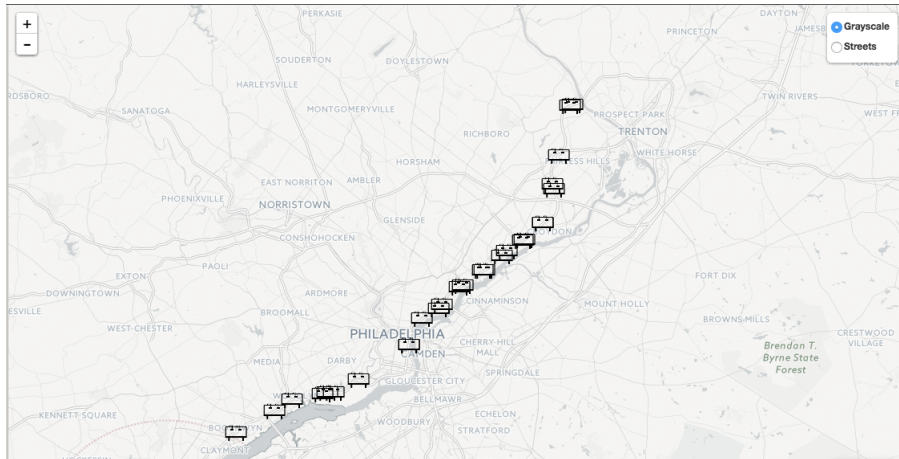 PERKASIE
DAYTON
+
-
PRINCETON
Grayscale
Streets
SOUDERTON
DOYLESTOWN
HARLEYSVILLE
TWIN RIVERS
SANATOGA
MONTGOMERYVILLE
PROSPECT PARK
TRENTON
RICHBORO
HORSHAM
WHITE HORSE
EAST NORRITON
AMBLER
PHOENIXVILLE
NORRISTOWN
GLENSIDE
CONSHOHOCKEN
PAOLI
EXTON
FORT DIX
DOWNINGTOWN
ARDMORE
CINNAMINSON
MOUNT HOLLY
BROOMALL
BROWNS MILLS
WEST CHESTER
PHILADELPHIA
CRESTWOOD
VILLAGE
CHERRY HILL
MALL
Brendan T.
Byrne State
Forest
CAMDEN
MEDIA
DARBY
SPRINGDALE
GLOUCESTER CITY
BELLMAWR
KENNETT SQUARE
ECHELON
WOODBURY
STRATFORD
CLAYMONT